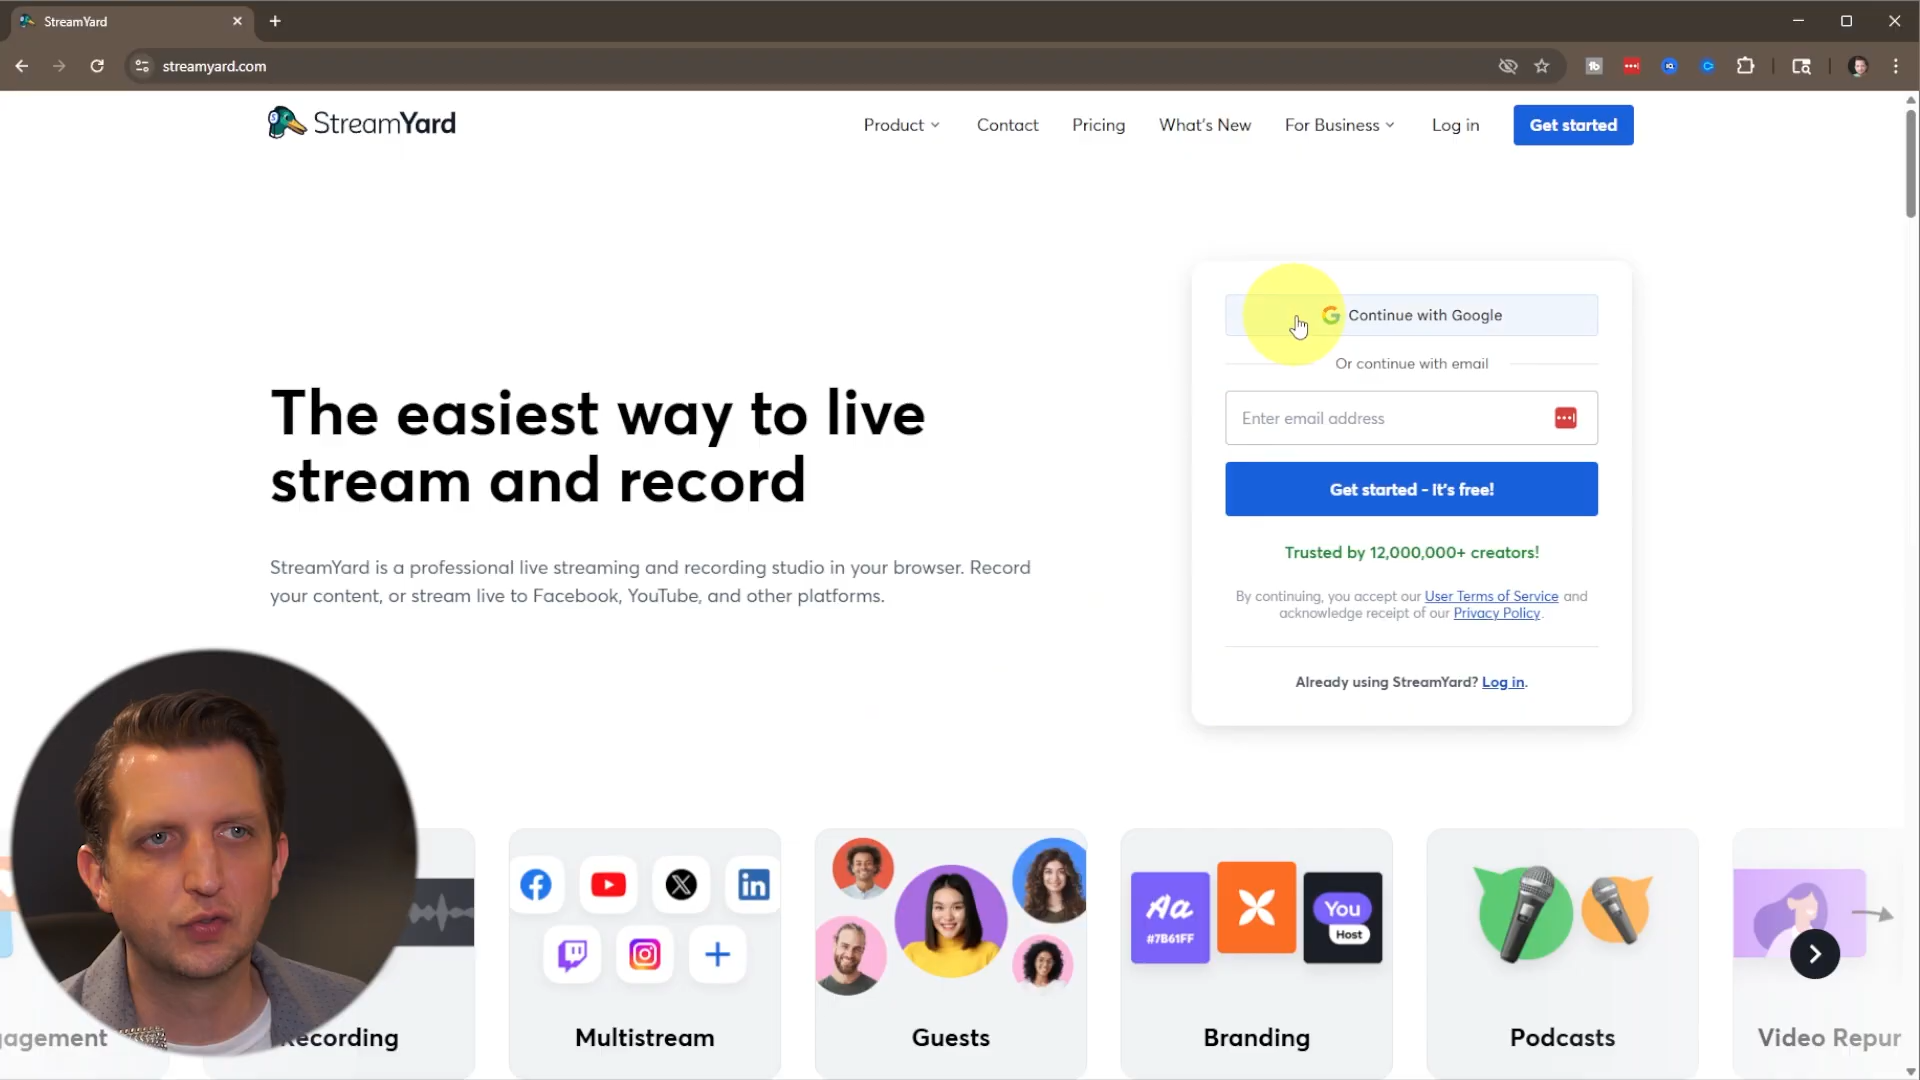 StreamYard
streamyard.com
StreamYard
Product
Contact
Pricing
What's New
For Business
Log in
Get started
Continue with Google
Or continue with email
Enter email address
Get started - It's free!
Trusted by 12,000,000+ creators!
By continuing, you accept our User Terms of Service and
acknowledge receipt of our Privacy Policy.
Already using StreamYard? Log in.
The easiest way to live
stream and record
StreamYard is a professional live streaming and recording studio in your browser. Record
your content, or stream live to Facebook, YouTube, and other platforms.
Aa
#7B61FF
You
Host
gagement
Recording
Multistream
Guests
Branding
Podcasts
Video Repur